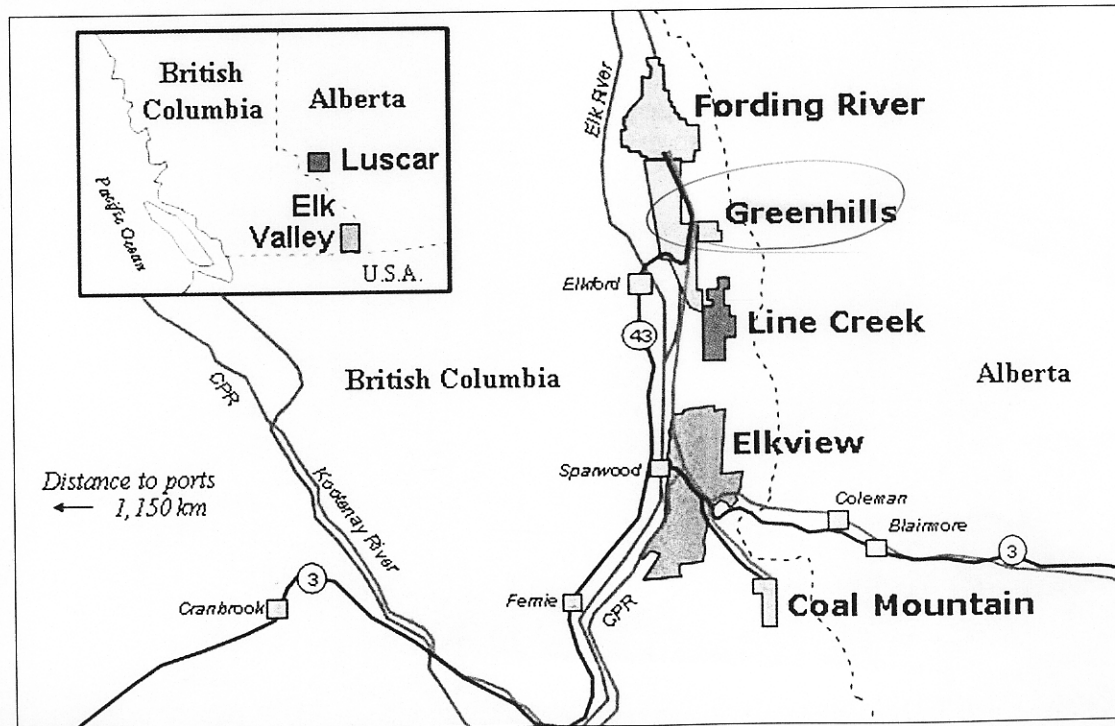 British
Columbia
Alberta
Luscar
Elk
Valley
Pacific Ocean
U.S.A.
Elk River
Fording River
Greenhills
Elkford
43
Line Creek
British Columbia
Alberta
CPR
Elkview
Sparwood
Distance to ports
← 1,150 km
Kootenay River
Coleman
Blairmore
3
3
Cranbrook
Fernie
CPR
Coal Mountain